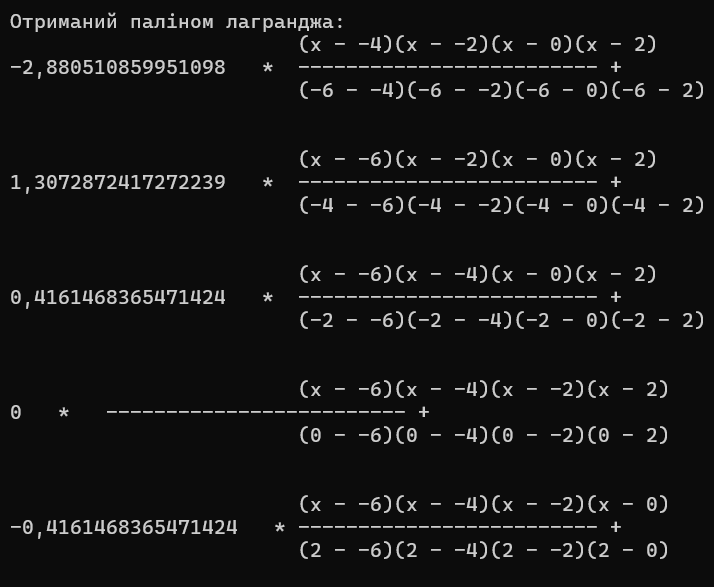 Отриманий паліном лагранджа:
(x - -4)(x - -2)(x - 0)(x - 2)
-2,880510859951098   *  ------------------------- +
(-6 - -4)(-6 - -2)(-6 - 0)(-6 - 2)
(x - -6)(x - -2)(x - 0)(x - 2)
1,3072872417272239   *  ------------------------- +
(-4 - -6)(-4 - -2)(-4 - 0)(-4 - 2)
(x - -6)(x - -4)(x - 0)(x - 2)
0,4161468365471424   *  ------------------------- +
(-2 - -6)(-2 - -4)(-2 - 0)(-2 - 2)
(x - -6)(x - -4)(x - -2)(x - 2)
0   *   ------------------------- +
(0 - -6)(0 - -4)(0 - -2)(0 - 2)
(x - -6)(x - -4)(x - -2)(x - 0)
-0,4161468365471424   * ------------------------- +
(2 - -6)(2 - -4)(2 - -2)(2 - 0)